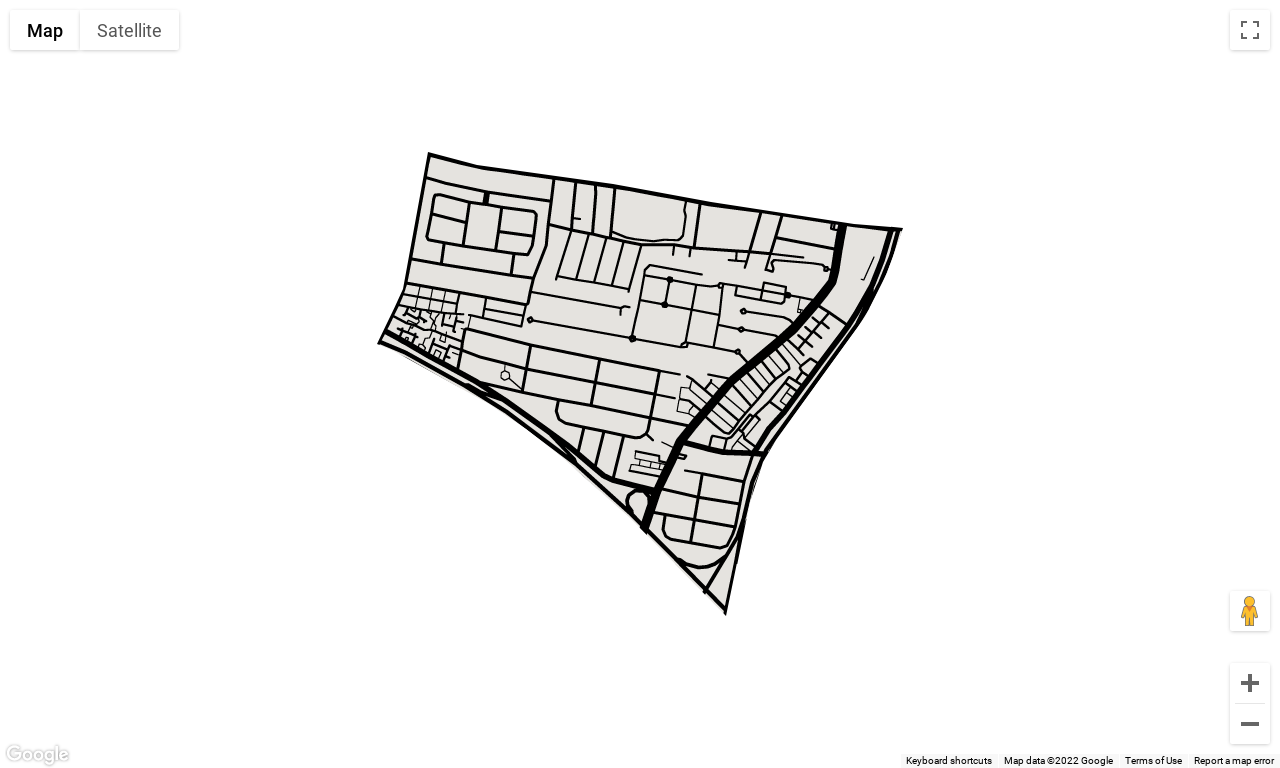 Map Satellite
Google
Keyboard shortcuts Map data ©2022 Google Terms of Use Report a map error